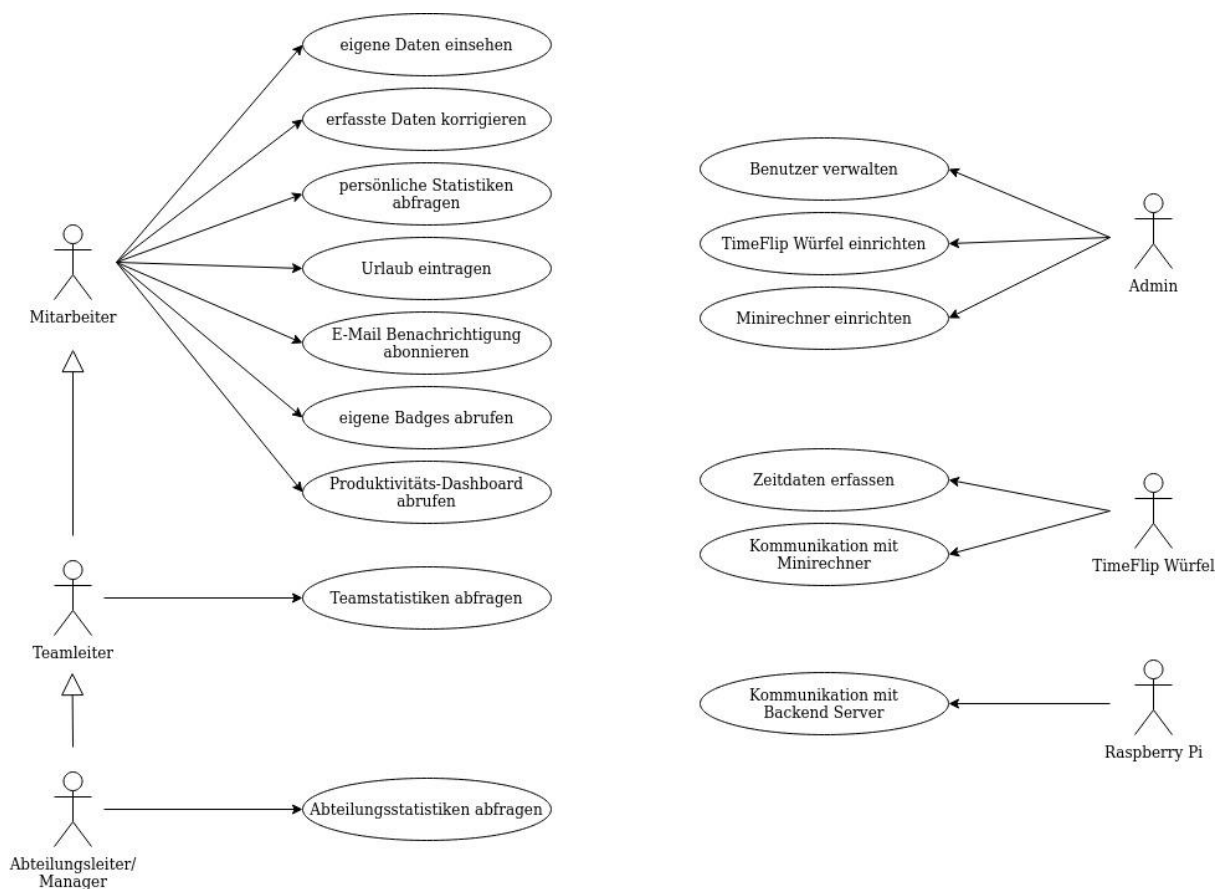 eigene Daten einsehen
erfasste Daten korrigieren
persönliche Statistiken
abfragen
Urlaub eintragen
E-Mail Benachrichtigung
abonnieren
eigene Badges abrufen
Produktivitäts-Dashboard
abrufen
Mitarbeiter
Teamstatistiken abfragen
Teamleiter
Abteilungsstatistiken abfragen
Abteilungsleiter/
Manager
Benutzer verwalten
TimeFlip Würfel einrichten
Minirechner einrichten
Admin
Zeitdaten erfassen
Kommunikation mit
Minirechner
TimeFlip Würfel
Kommunikation mit
Backend Server
Raspberry Pi